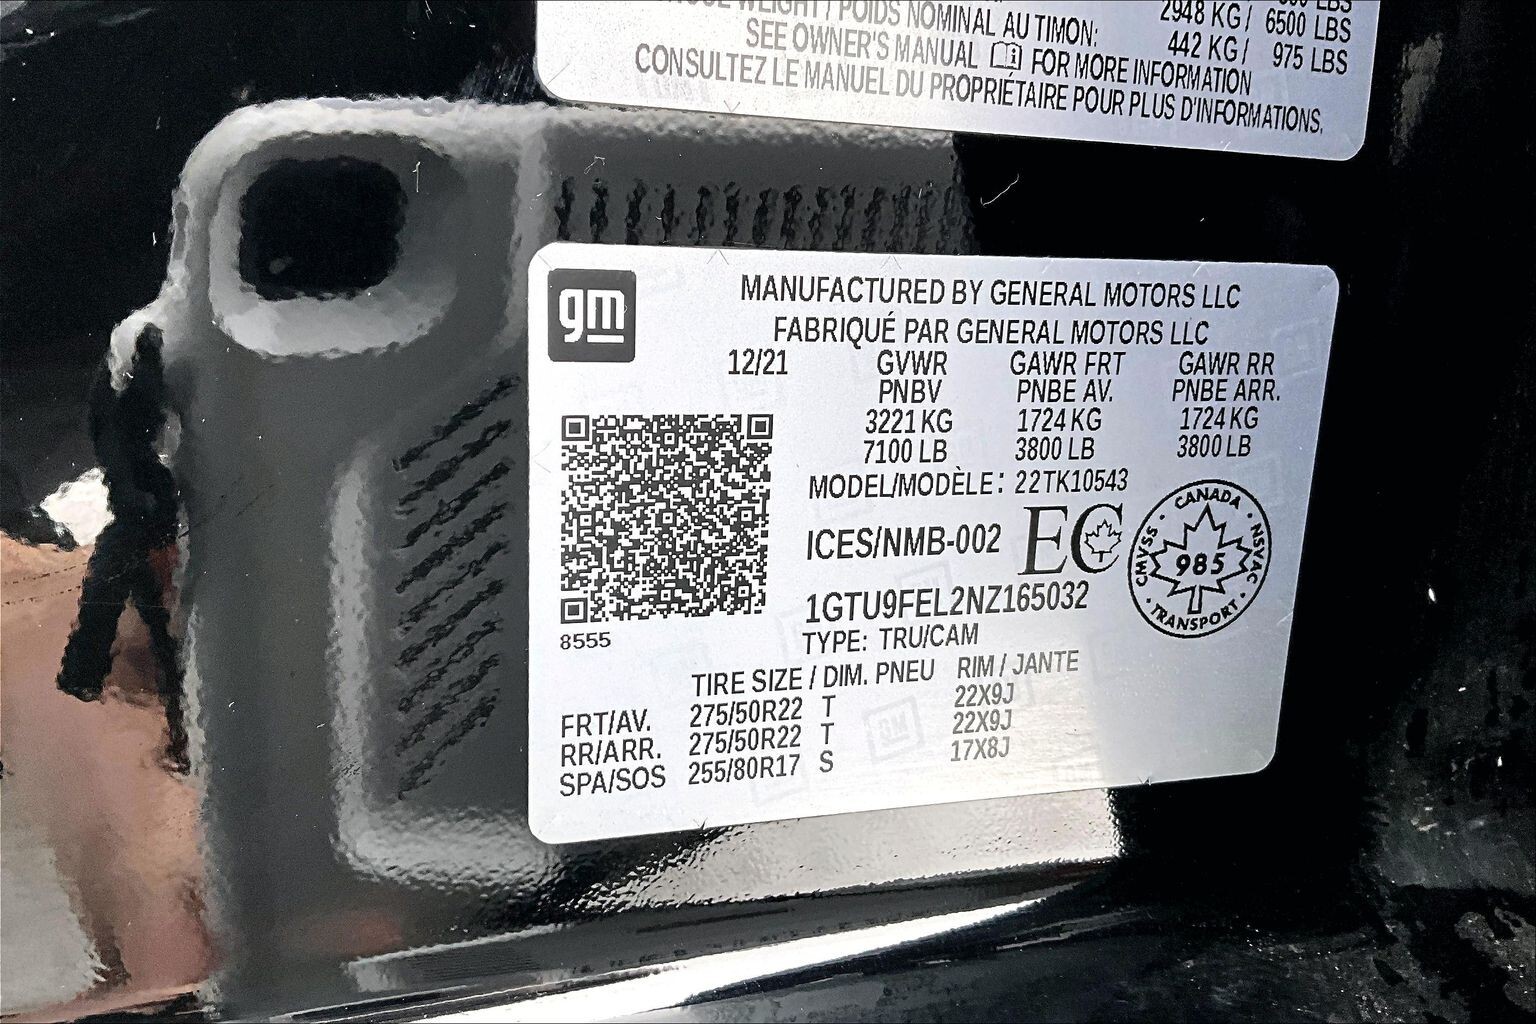 2948 KG / 6500 LBS
WEIGHT / POIDS NOMINAL AU TIMON: 442 KG / 975 LBS
SEE OWNER'S MANUAL FOR MORE INFORMATION
CONSULTEZ LE MANUEL DU PROPRIÉTAIRE POUR PLUS D'INFORMATIONS.
gm
MANUFACTURED BY GENERAL MOTORS LLC
FABRIQUÉ PAR GENERAL MOTORS LLC
12/21 GVWR GAWR FRT GAWR RR
PNBV PNBE AV. PNBE ARR.
3221 KG 1724 KG 1724 KG
7100 LB 3800 LB 3800 LB
MODEL/MODÈLE: 22TK10543
ICES/NMB-002 EC
CANADA
CMVSS 985 NSVAC
TRANSPORT
1GTU9FEL2NZ165032
8555
TYPE: TRU/CAM
TIRE SIZE / DIM. PNEU RIM / JANTE
FRT/AV. 275/50R22 T 22X9J
RR/ARR. 275/50R22 T 22X9J
SPA/SOS 255/80R17 S 17X8J